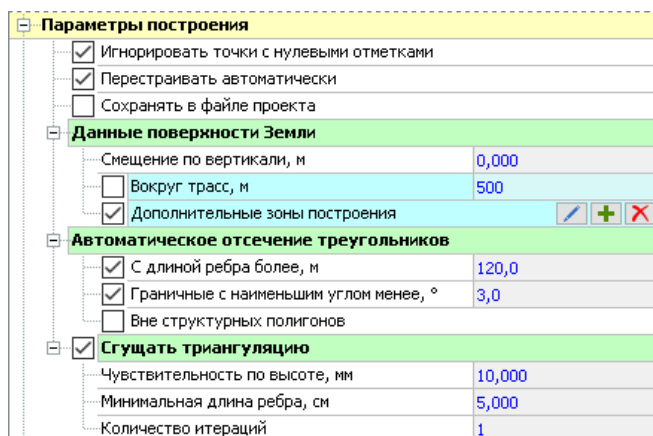 Параметры построения
Игнорировать точки с нулевыми отметками
Перестраивать автоматически
Сохранять в файле проекта
Данные поверхности Земли
Смещение по вертикали, м 0,000
Вокруг трасс, м 500
Дополнительные зоны построения
Автоматическое отсечение треугольников
С длиной ребра более, м 120,0
Граничные с наименьшим углом менее, ° 3,0
Вне структурных полигонов
Сгущать триангуляцию
Чувствительность по высоте, мм 10,000
Минимальная длина ребра, см 5,000
Количество итераций 1